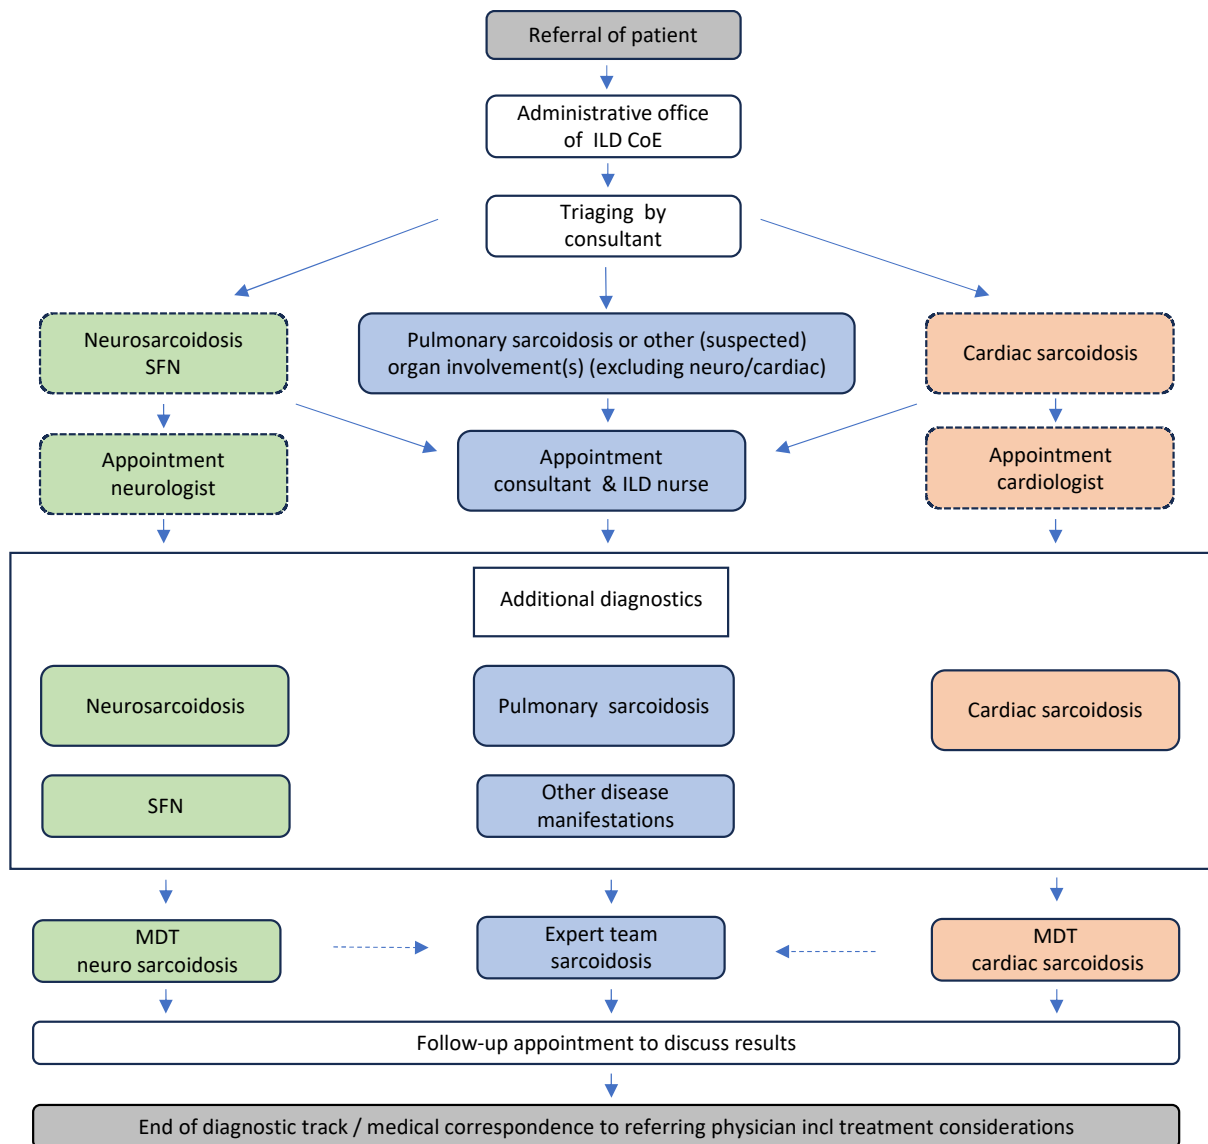 Referral of patient
Administrative office
of ILD CoE
Triaging by
consultant
Neurosarcoidosis
SFN
Pulmonary sarcoidosis or other (suspected)
organ involvement(s) (excluding neuro/cardiac)
Cardiac sarcoidosis
Appointment
neurologist
Appointment
consultant & ILD nurse
Appointment
cardiologist
Additional diagnostics
Neurosarcoidosis
Pulmonary sarcoidosis
Cardiac sarcoidosis
SFN
Other disease
manifestations
MDT
neuro sarcoidosis
Expert team
sarcoidosis
MDT
cardiac sarcoidosis
Follow-up appointment to discuss results
End of diagnostic track / medical correspondence to referring physician incl treatment considerations